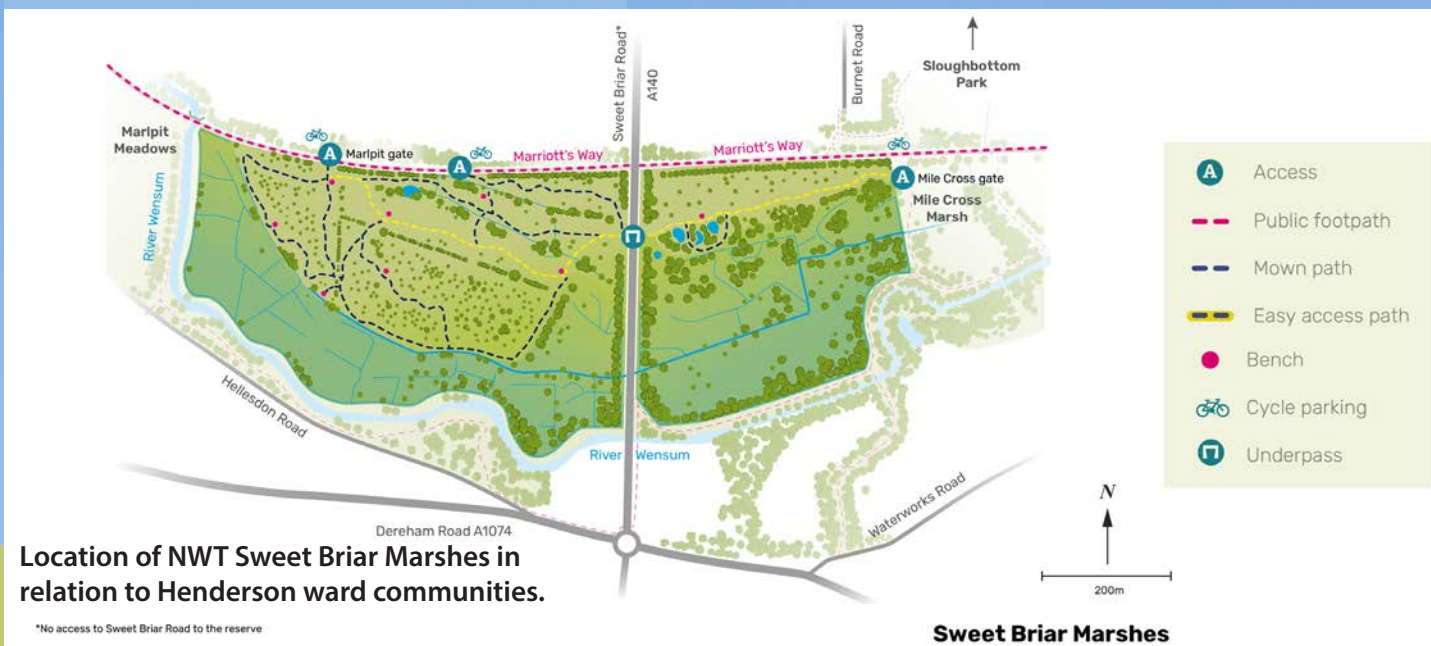 Sweet Briar Road*
A140
Burnet Road
Sloughbottom
Park
Marlpit
Meadows
A Marlpit gate
A
Marriott's Way
Marriott's Way
A Mile Cross gate
Mile Cross
Marsh
River Wensum
Hellesdon Road
River Wensum
Waterworks Road
Dereham Road A1074
N
200m
A Access
Public footpath
Mown path
Easy access path
Bench
Cycle parking
Underpass
Location of NWT Sweet Briar Marshes in
relation to Henderson ward communities.
*No access to Sweet Briar Road to the reserve
Sweet Briar Marshes